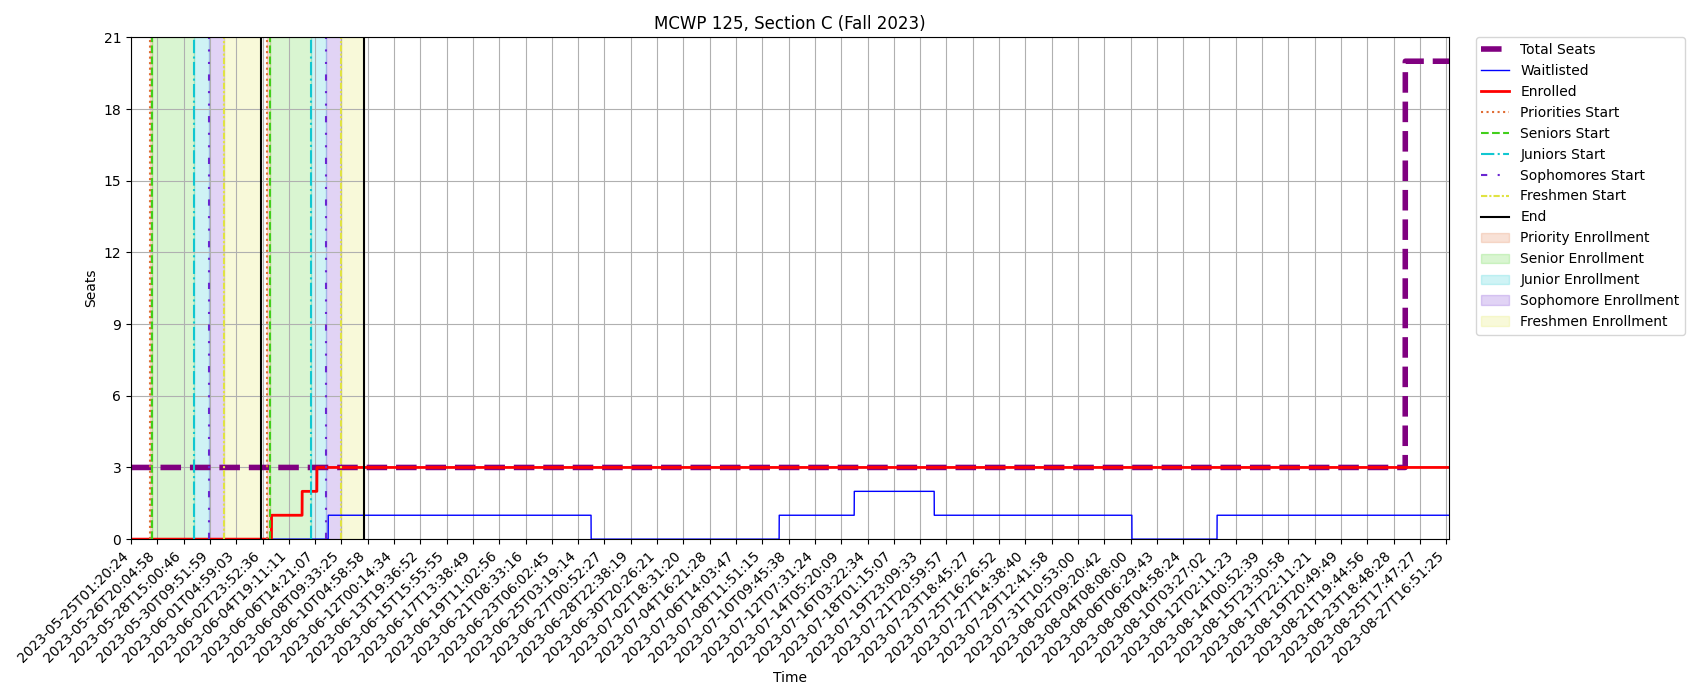 MCWP 125, Section C (Fall 2023)
21
18
15
12
9
6
3
0
Seats
2023-05-25T01:20:24
2023-05-26T20:04:58
2023-05-28T15:00:46
2023-05-30T09:51:59
2023-06-01T04:59:03
2023-06-02T23:52:36
2023-06-04T19:11:11
2023-06-06T14:21:07
2023-06-08T09:33:25
2023-06-10T04:58:58
2023-06-12T00:14:34
2023-06-13T19:36:52
2023-06-15T15:55:55
2023-06-17T13:38:49
2023-06-19T11:02:56
2023-06-21T08:33:16
2023-06-23T06:02:45
2023-06-25T03:19:14
2023-06-27T00:52:27
2023-06-28T22:38:19
2023-06-30T20:26:21
2023-07-02T18:31:20
2023-07-04T16:21:28
2023-07-06T14:03:47
2023-07-08T11:51:15
2023-07-10T09:45:38
2023-07-12T07:31:24
2023-07-14T05:20:09
2023-07-16T03:22:34
2023-07-18T01:15:07
2023-07-19T23:09:33
2023-07-21T20:59:57
2023-07-23T18:45:27
2023-07-25T16:26:52
2023-07-27T14:38:40
2023-07-29T12:41:58
2023-07-31T10:53:00
2023-08-02T09:20:42
2023-08-04T08:08:00
2023-08-06T06:29:43
2023-08-08T04:58:24
2023-08-10T03:27:02
2023-08-12T02:11:23
2023-08-14T00:52:39
2023-08-15T23:30:58
2023-08-17T22:11:21
2023-08-19T20:49:49
2023-08-21T19:44:56
2023-08-23T18:48:28
2023-08-25T17:47:27
2023-08-27T16:51:25
Time
Total Seats
Waitlisted
Enrolled
Priorities Start
Seniors Start
Juniors Start
Sophomores Start
Freshmen Start
End
Priority Enrollment
Senior Enrollment
Junior Enrollment
Sophomore Enrollment
Freshmen Enrollment